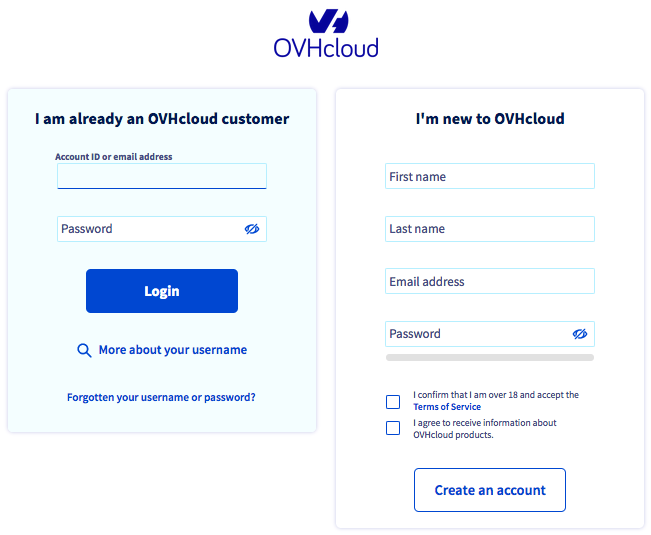 OVHcloud
I am already an OVHcloud customer
Account ID or email address
Password
Login
More about your username
Forgotten your username or password?
I'm new to OVHcloud
First name
Last name
Email address
Password
I confirm that I am over 18 and accept the
Terms of Service
I agree to receive information about
OVHcloud products.
Create an account